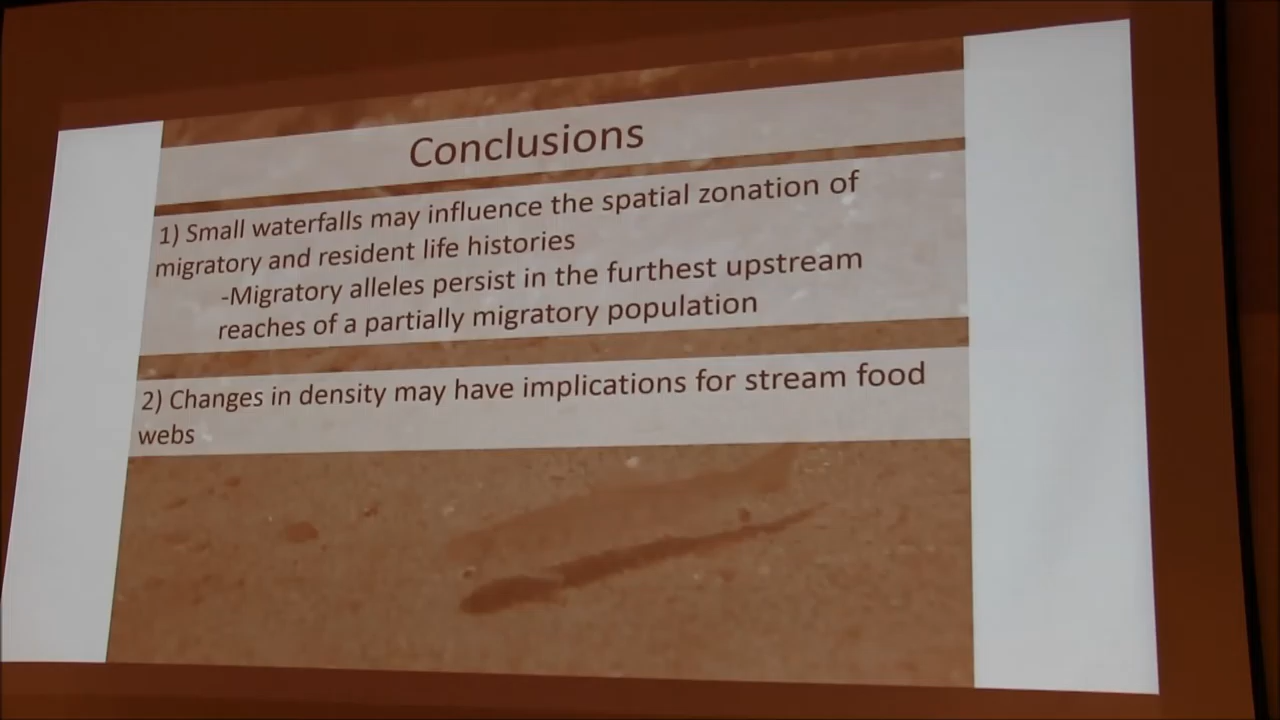 Conclusions
1) Small waterfalls may influence the spatial zonation of
migratory and resident life histories
-Migratory alleles persist in the furthest upstream
reaches of a partially migratory population
2) Changes in density may have implications for stream food
webs